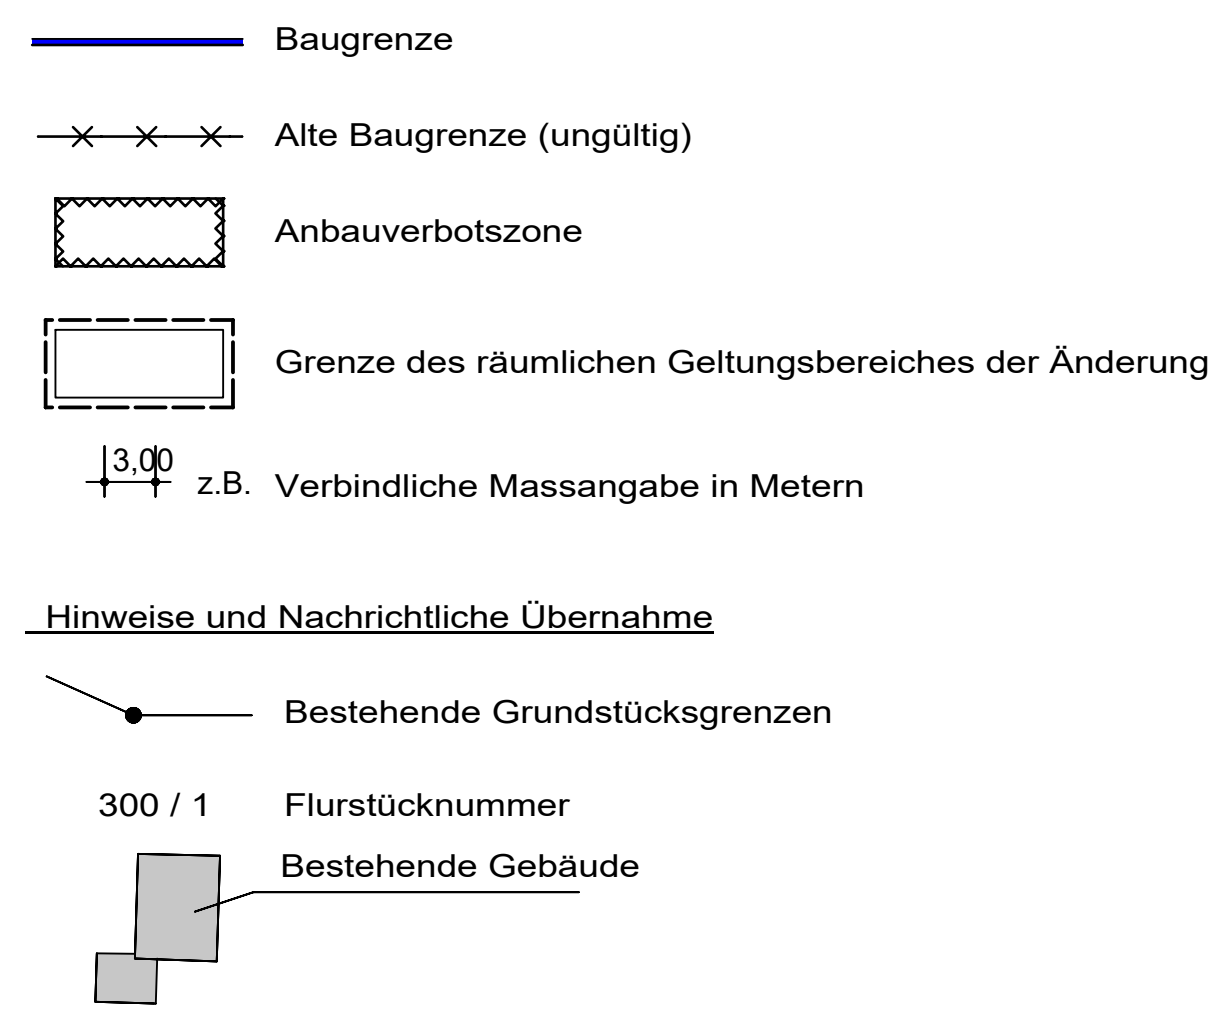 Baugrenze
Alte Baugrenze (ungültig)
Anbauverbotszone
Grenze des räumlichen Geltungsbereiches der Änderung
3,00
z.B. Verbindliche Massangabe in Metern
Hinweise und Nachrichtliche Übernahme
Bestehende Grundstücksgrenzen
300 / 1 Flurstücknummer
Bestehende Gebäude